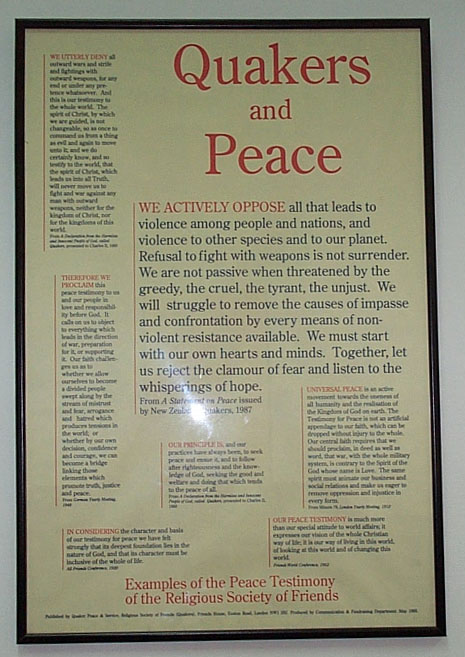 Quakers
and
Peace
WE UTTERLY DENY all
outward wars and strife
and fightings with
outward weapons, for any
end or under any pre-
tence whatsoever. And
this is our testimony to
the whole world. The
spirit of Christ, by which
we are guided, is not
changeable, so as once to
command us from a thing
as evil and again to move
unto it; and we do
certainly know, and so
testify to the world, that
the spirit of Christ, which
leads us into all Truth,
will never move us to
fight and war against any
man with outward
weapons, neither for the
kingdom of Christ, nor
for the kingdoms of this
world.
From A Declaration from the Harmless
and Innocent People of God, called
Quakers, presented to Charles II, 1660
WE ACTIVELY OPPOSE all that leads to
violence among people and nations, and
violence to other species and to our planet.
Refusal to fight with weapons is not surrender.
We are not passive when threatened by the
greedy, the cruel, the tyrant, the unjust. We
will struggle to remove the causes of impasse
and confrontation by every means of non-
violent resistance available. We must start
with our own hearts and minds. Together, let
us reject the clamour of fear and listen to the
whisperings of hope.
From A Statement on Peace issued
by New Zealand Quakers, 1987
THEREFORE WE
PROCLAIM this
peace testimony to us
and our people in
love and responsibil-
ity before God. It
calls on us to object
to everything which
leads in the direction
of war, preparation
for it, or supporting
it. Our faith challen-
ges us as to
whether we allow
ourselves to become
a divided people
swept along by the
stream of mistrust
and fear, arrogance
and hatred which
produces tensions in
the world; or
whether by our own
decision, confidence
and courage, we can
become a bridge
linking those
elements which
promote truth, justice
and peace.
From German Yearly Meeting,
UNIVERSAL PEACE is an active
movement towards the oneness of
all humanity and the realisation of
the Kingdom of God on earth. The
Testimony for Peace is not an artificial
appendage to our faith, which can be
dropped without injury to the whole.
Our central faith requires that we
should proclaim, in deed as well as
word, that war, with the whole military
system, is contrary to the Spirit of the
God whose name is Love. The same
spirit must animate our business and
social relations and make us eager to
remove oppression and injustice in
every form.
From Minute 78, London Yearly Meeting, 1915
OUR PRINCIPLE IS, and our
practices have always been, to seek
peace and ensue it, and to follow
after righteousness and the know-
ledge of God, seeking the good and
welfare and doing that which tends
to the peace of all.
From A Declaration from the Harmless and Innocent
People of God, called Quakers, presented to Charles II,
1660
IN CONSIDERING the character and basis
of our testimony for peace we have felt
strongly that its deepest foundation lies in the
nature of God, and that its character must be
inclusive of the whole of life.
All Friends Conference, 1920
OUR PEACE TESTIMONY is much more
than our special attitude to world affairs; it
expresses our vision of the whole Christian
way of life; it is our way of living in this world,
of looking at this world and of changing this
world.
Friends World Conference, 1952
Examples of the Peace Testimony
of the Religious Society of Friends
Published by Quaker Peace & Service, Religious Society of Friends (Quakers), Friends House, Euston Road, London NW1 2BJ. Produced by Communication & Fundraising Department. May 1995.